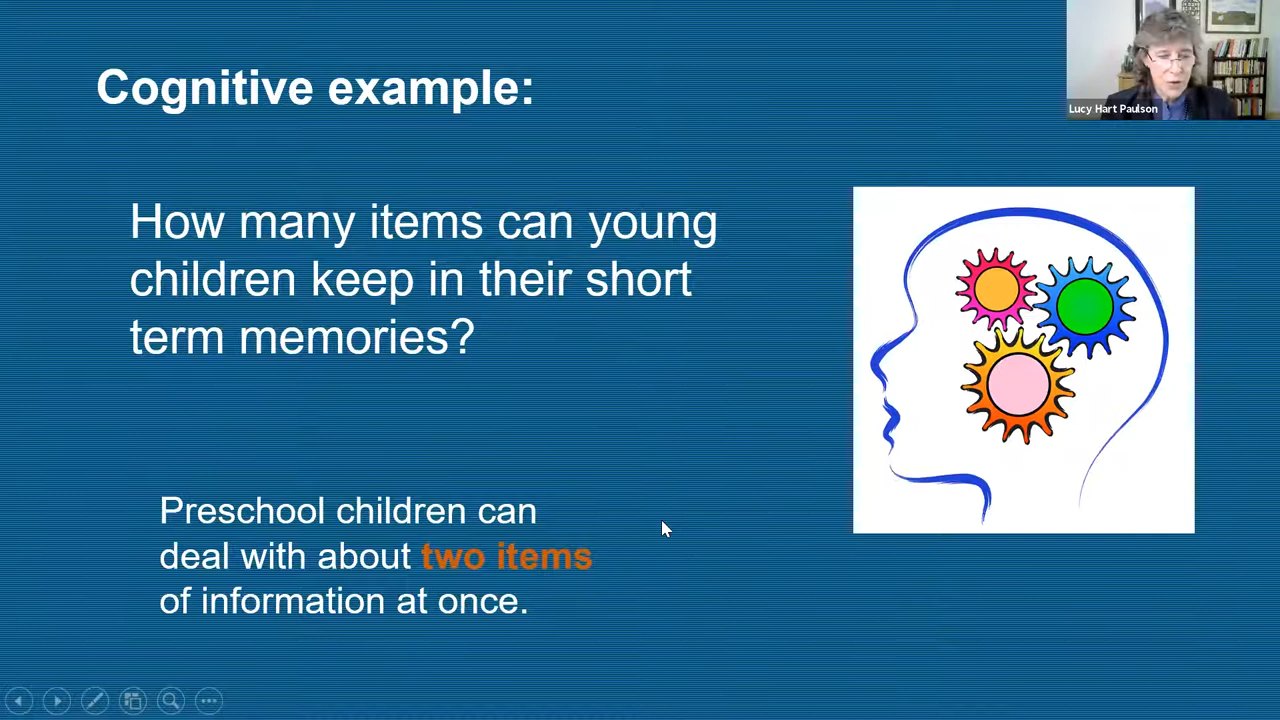 Cognitive example:
Lucy Hart Paulson
How many items can young
children keep in their short
term memories?
Preschool children can
deal with about two items
of information at once.